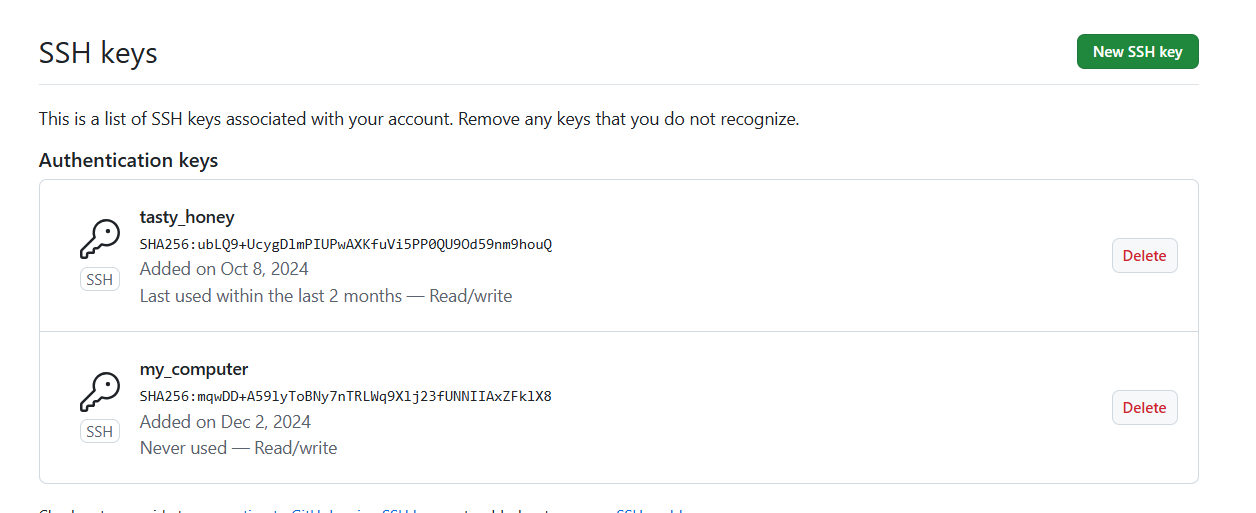 SSH keys
New SSH key
This is a list of SSH keys associated with your account. Remove any keys that you do not recognize.
Authentication keys
tasty_honey
SHA256:ubLQ9+UcygDlmPIUPwAXKfuVi5PP0QU9Od59nm9houQ
Added on Oct 8, 2024
Last used within the last 2 months — Read/write
SSH
Delete
my_computer
SHA256:mqwDD+A59lyToBNy7nTRLWq9Xlj23fUNNIIAxZFklX8
Added on Dec 2, 2024
Never used — Read/write
SSH
Delete